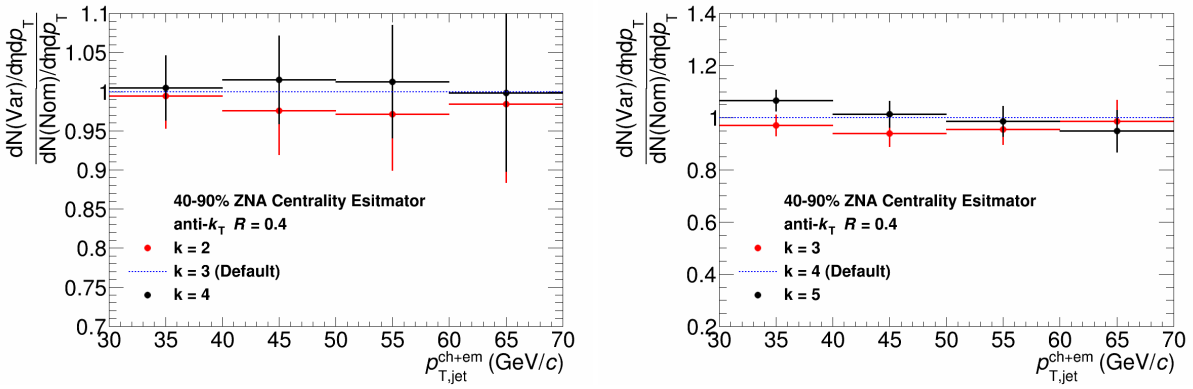 dN(Var)/dηdpT
dN(Nom)/dηdpT
1.1
1.05
1
0.95
0.9
0.85
0.8
0.75
0.7
40-90% ZNA Centrality Esitmator
anti-kT R = 0.4
k = 2
k = 3 (Default)
k = 4
30 35 40 45 50 55 60 65 70
p ch+em T,jet (GeV/c)
dN(Var)/dηdpT
dN(Nom)/dηdpT
1.4
1.2
1
0.8
0.6
0.4
0.2
40-90% ZNA Centrality Esitmator
anti-kT R = 0.4
k = 3
k = 4 (Default)
k = 5
30 35 40 45 50 55 60 65 70
p ch+em T,jet (GeV/c)